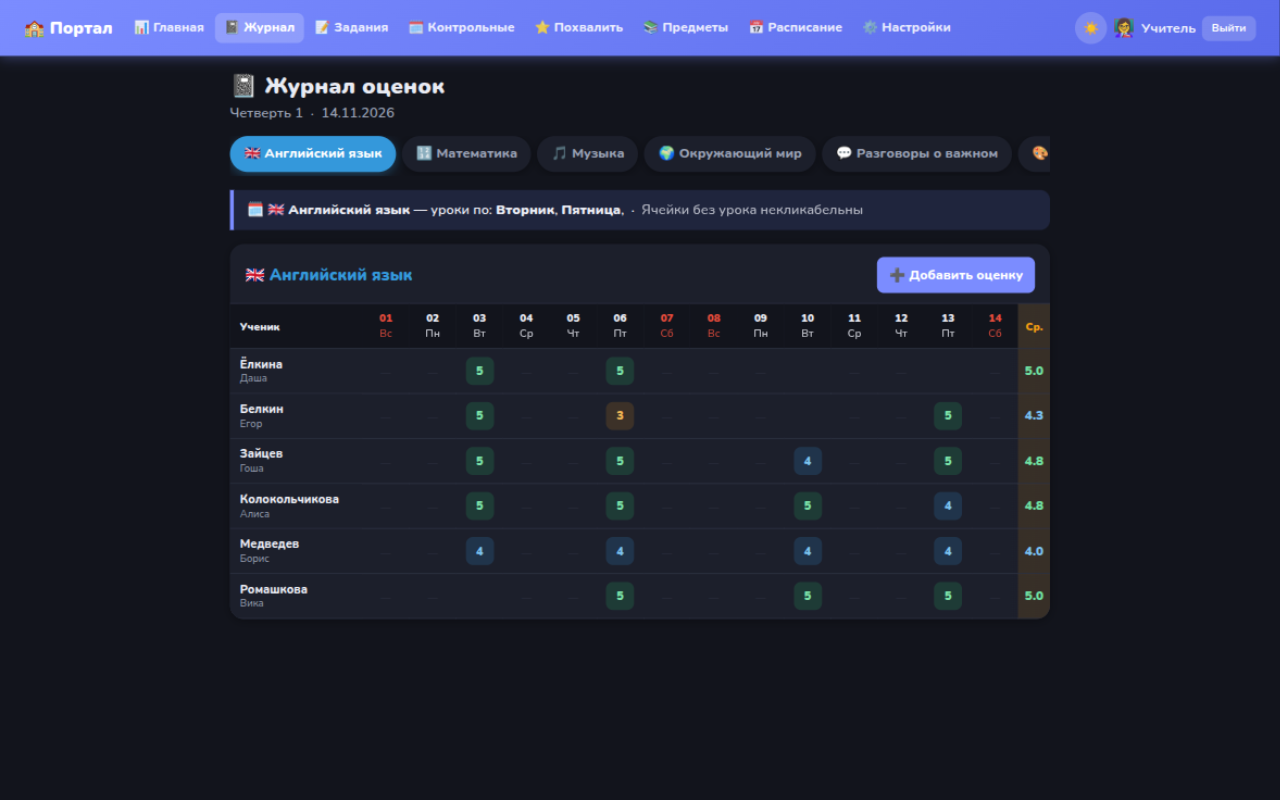 Портал Главная Журнал Задания Контрольные Похвалить Предметы Расписание Настройки Учитель Выйти
Журнал оценок
Четверть 1 · 14.11.2026
Английский язык Математика Музыка Окружающий мир Разговоры о важном
Английский язык — уроки по: Вторник, Пятница, · Ячейки без урока некликабельны
Английский язык Добавить оценку
Ученик 01 02 03 04 05 06 07 08 09 10 11 12 13 14 Ср.
Вс Пн Вт Ср Чт Пт Сб Вс Пн Вт Ср Чт Пт Сб
Ёлкина — — 5 — — 5 — — — — — — 5.0
Даша
Белкин — — 5 — — 3 — — — — — 5 — 4.3
Егор
Зайцев — — 5 — — 5 — — — 4 — — 5 — 4.8
Гоша
Колокольчикова — — 5 — — 5 — — — 5 — — 4 — 4.8
Алиса
Медведев — — 4 — — 4 — — — 4 — — 4 — 4.0
Борис
Ромашкова — — — — 5 — — — 5 — — 5 — 5.0
Вика